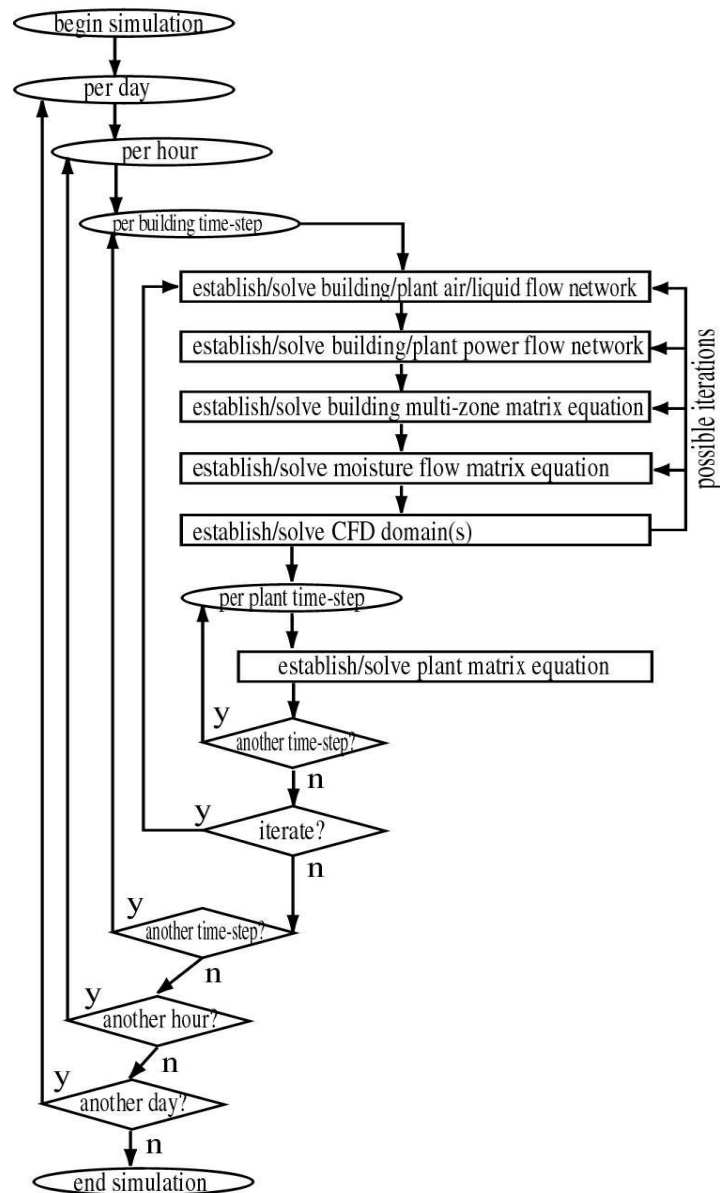 begin simulation
per day
per hour
per building time-step
establish/solve building/plant air/liquid flow network
establish/solve building/plant power flow network
establish/solve building multi-zone matrix equation
establish/solve moisture flow matrix equation
establish/solve CFD domain(s)
possible iterations
per plant time-step
establish/solve plant matrix equation
y
another time-step?
n
y
iterate?
n
y
another time-step?
n
y
another hour?
n
y
another day?
n
end simulation